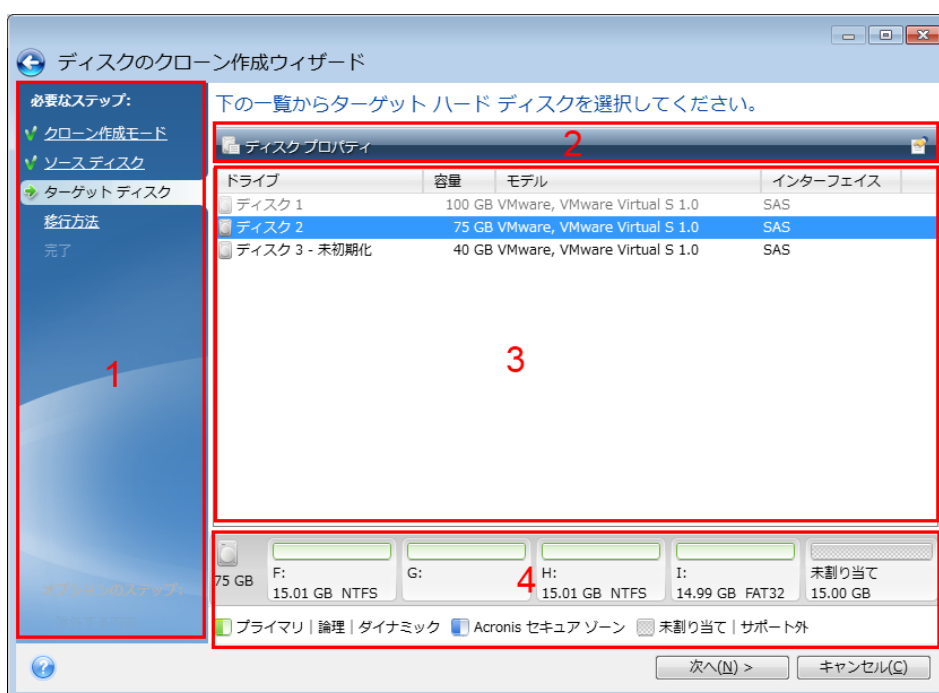 ディスクのクローン作成ウィザード
必要なステップ:
クローン作成モード
ソース ディスク
ターゲット ディスク
移行方法
完了
1
下の一覧からターゲット ハード ディスクを選択してください。
ディスク プロパティ
2
ドライブ 容量 モデル インターフェイス
ディスク 1 100 GB VMware, VMware Virtual S 1.0 SAS
ディスク 2 75 GB VMware, VMware Virtual S 1.0 SAS
ディスク 3 - 未初期化 40 GB VMware, VMware Virtual S 1.0 SAS
3
75 GB
F:
15.01 GB NTFS
G:
4
H:
15.01 GB NTFS
I:
14.99 GB FAT32
未割り当て
15.00 GB
プライマリ | 論理 | ダイナミック Acronis セキュア ゾーン 未割り当て | サポート外
次へ(N) > キャンセル(C)